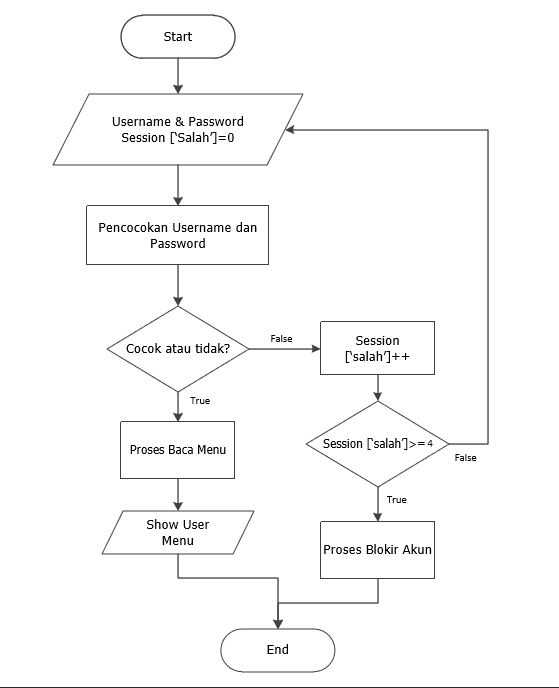 Start
Username & Password
Session [‘Salah’]=0
Pencocokan Username dan
Password
Cocok atau tidak?
False
Session
[‘salah’]++
True
Proses Baca Menu
Session [‘salah’]>=4
False
True
Show User
Menu
Proses Blokir Akun
End